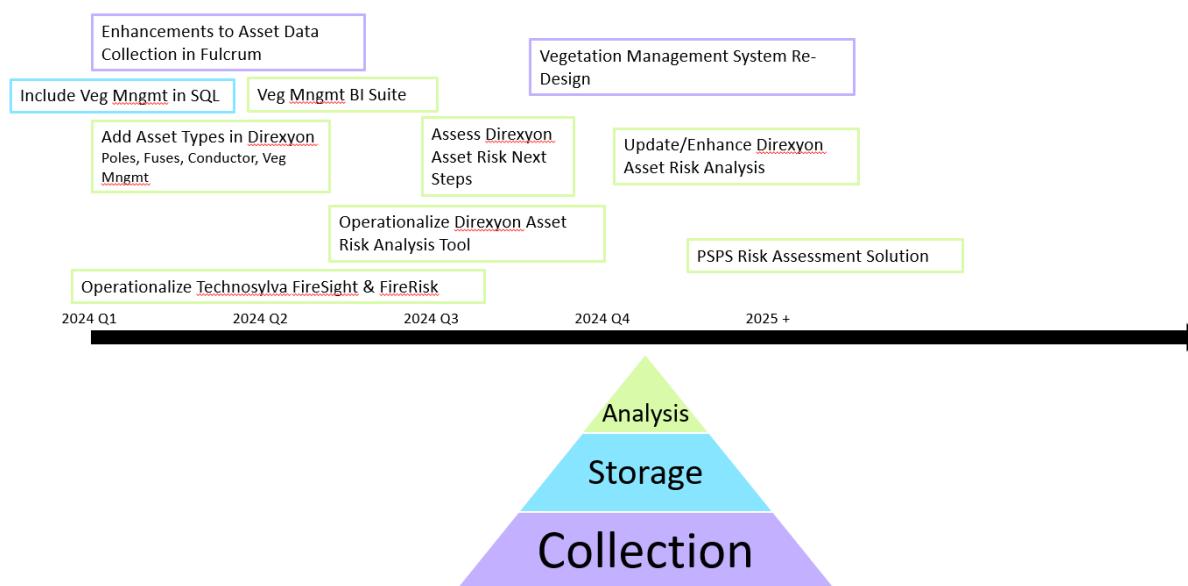 Enhancements to Asset Data
Collection in Fulcrum
Vegetation Management System Re-
Design
Include Veg Mngmt in SQL
Veg Mngmt BI Suite
Add Asset Types in Direxyon
Poles, Fuses, Conductor, Veg
Mngmt
Assess Direxyon
Asset Risk Next
Steps
Update/Enhance Direxyon
Asset Risk Analysis
Operationalize Direxyon Asset
Risk Analysis Tool
PSPS Risk Assessment Solution
Operationalize Technosylva FireSight & FireRisk
2024 Q1
2024 Q2
2024 Q3
2024 Q4
2025 +
Analysis
Storage
Collection